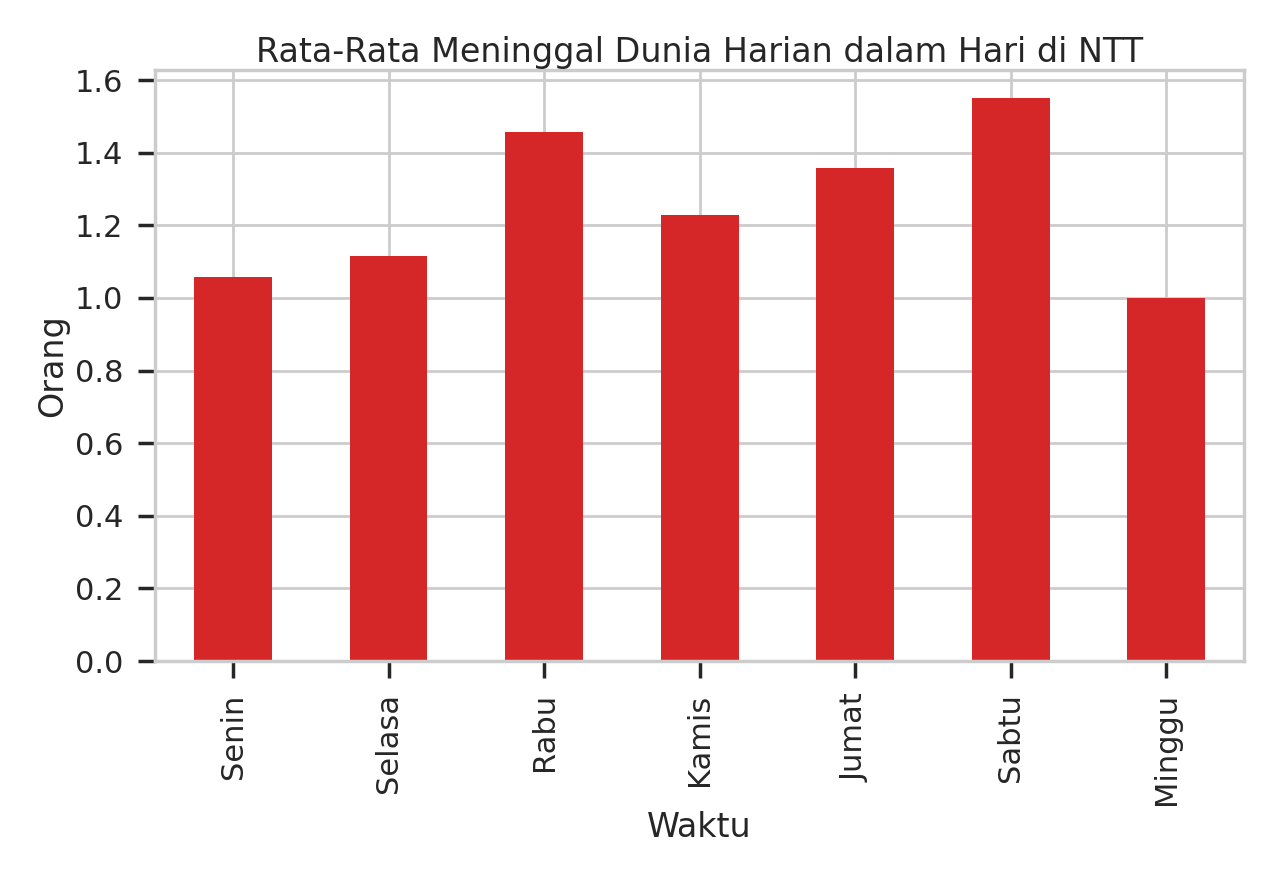 Rata-Rata Meninggal Dunia Harian dalam Hari di NTT
1.6
1.4
1.2
1.0
0.8
0.6
0.4
0.2
0.0
Orang
Senin
Selasa
Rabu
Kamis
Jumat
Sabtu
Minggu
Waktu